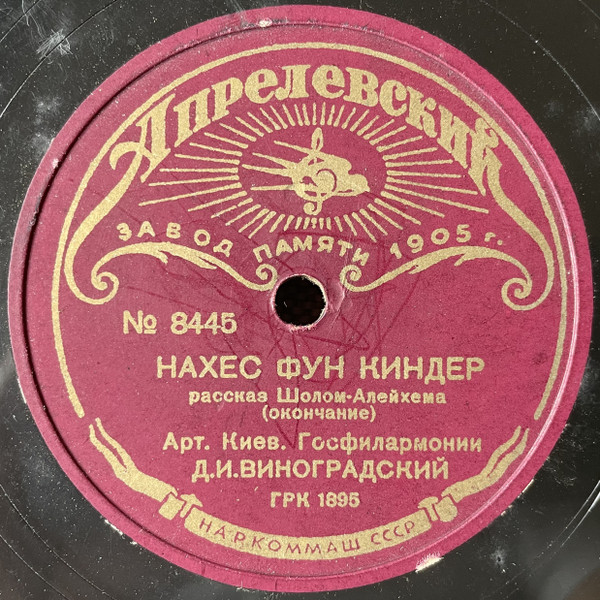 Апрелевский
ЗАВОД ПАМЯТИ 1905 г.
№ 8445
НАХЕС ФУН КИНДЕР
рассказ Шолом-Алейхема
(окончание)
Арт. Киев. Госфилармонии
Д.И.ВИНОГРАДСКИЙ
ГРК 1895
НАРКОММАШ СССР